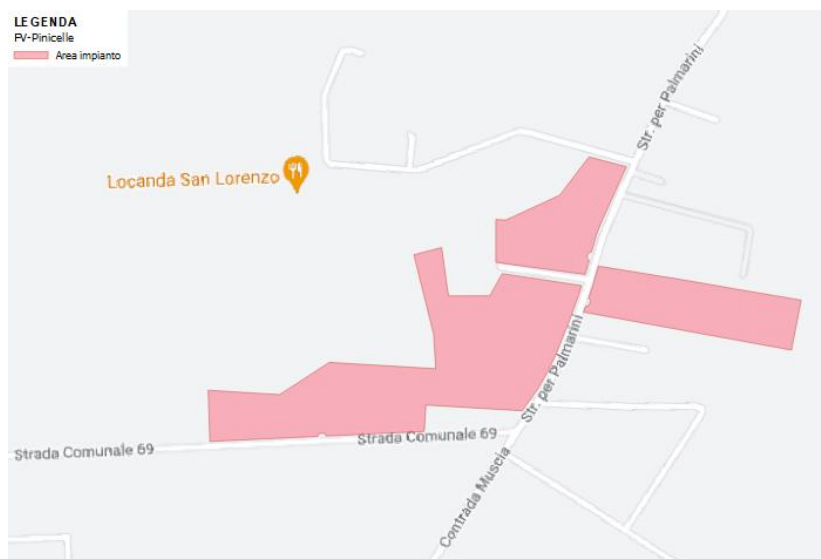 LEGENDA
FV-Pinicelle
Area impianto
Str. per Palmarini
Locanda San Lorenzo
Str. per Palmarini
Strada Comunale 69
Strada Comunale 69
Contrada Muscia